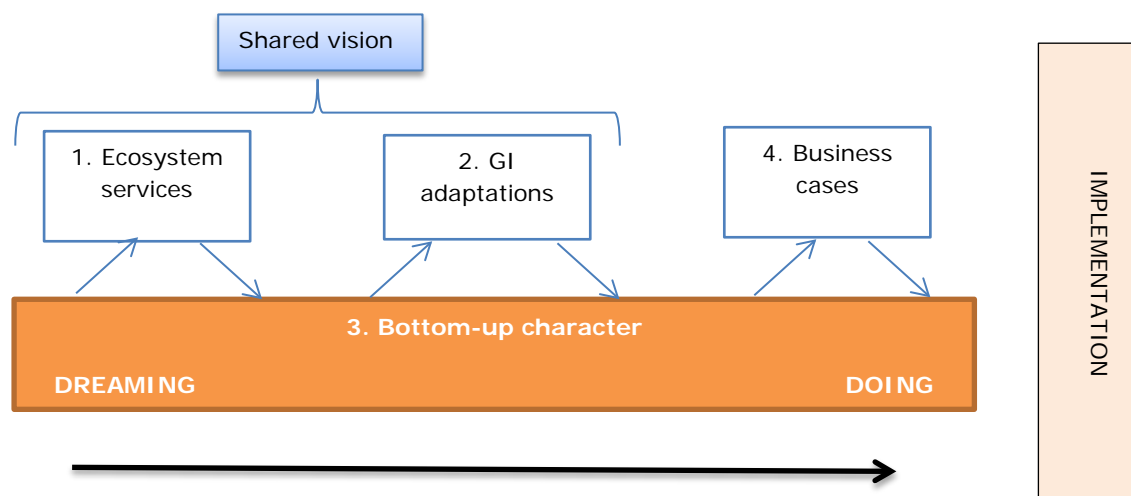 Shared vision
1. Ecosystem
services
2. GI
adaptations
4. Business
cases
3. Bottom-up character
DREAMING
DOING
IMPLEMENTATION